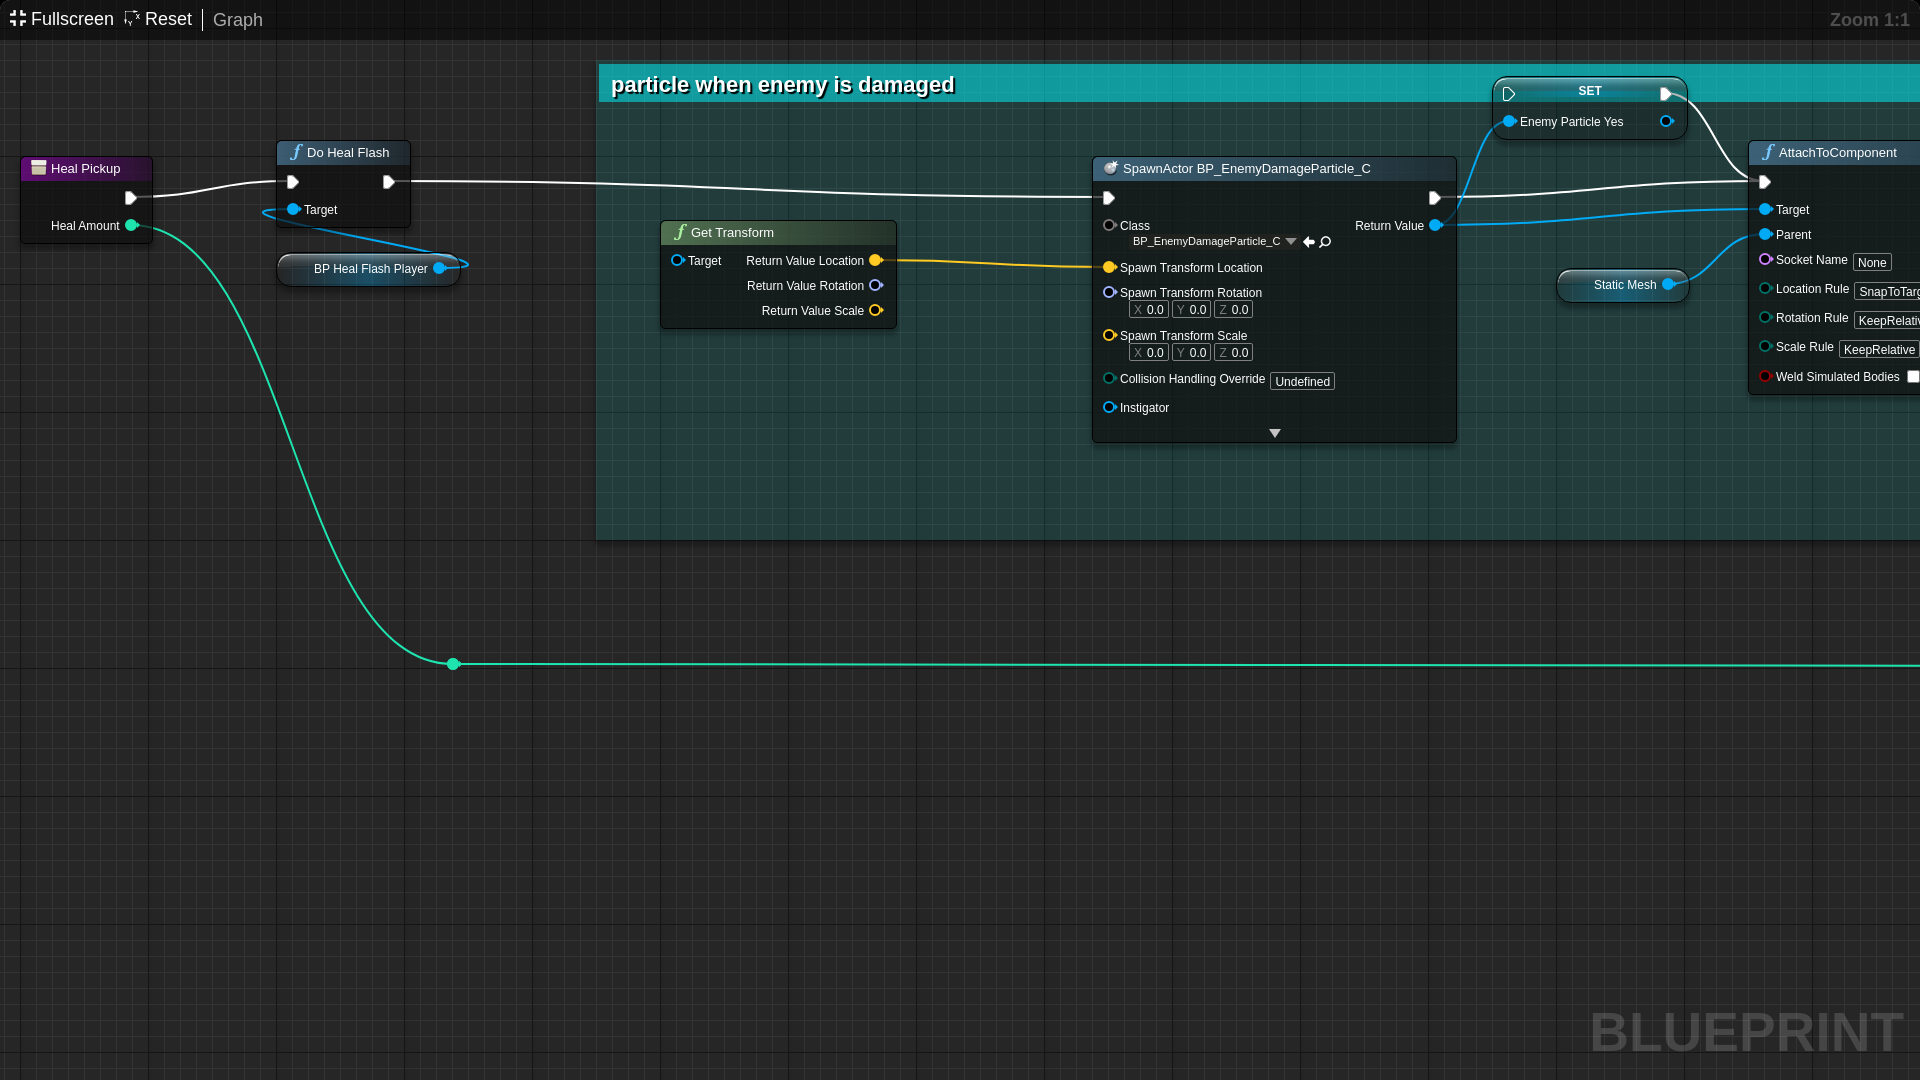 Fullscreen Reset Graph Zoom 1:1
particle when enemy is damaged
SET
Enemy Particle Yes
Heal Pickup
Heal Amount
Do Heal Flash
Target
BP Heal Flash Player
Get Transform
Target Return Value Location
Return Value Rotation
Return Value Scale
SpawnActor BP_EnemyDamageParticle_C
Class Return Value
BP_EnemyDamageParticle_C
Spawn Transform Location
Spawn Transform Rotation
X 0.0 Y 0.0 Z 0.0
Spawn Transform Scale
X 0.0 Y 0.0 Z 0.0
Collision Handling Override Undefined
Instigator
Static Mesh
AttachToComponent
Target
Parent
Socket Name None
Location Rule
Rotation Rule
Scale Rule KeepRelative
Weld Simulated Bodies
BLUEPRINT